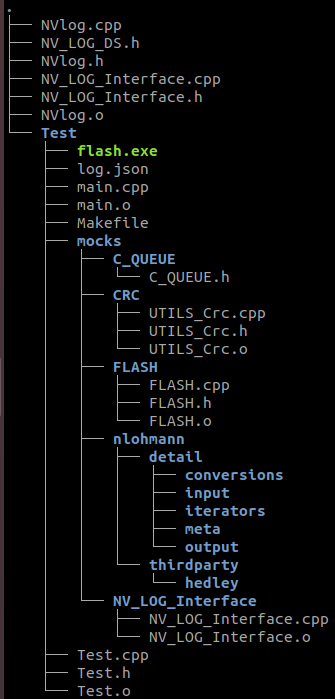 .
├── NVlog.cpp
├── NV_LOG_DS.h
├── NVlog.h
├── NV_LOG_Interface.cpp
├── NV_LOG_Interface.h
├── NVlog.o
└── Test
    ├── flash.exe
    ├── log.json
    ├── main.cpp
    ├── main.o
    ├── Makefile
    ├── mocks
    │   ├── C_QUEUE
    │   │   └── C_QUEUE.h
    │   ├── CRC
    │   │   ├── UTILS_Crc.cpp
    │   │   ├── UTILS_Crc.h
    │   │   └── UTILS_Crc.o
    │   ├── FLASH
    │   │   ├── FLASH.cpp
    │   │   ├── FLASH.h
    │   │   └── FLASH.o
    │   ├── nlohmann
    │   │   ├── detail
    │   │   │   ├── conversions
    │   │   │   ├── input
    │   │   │   ├── iterators
    │   │   │   ├── meta
    │   │   │   └── output
    │   │   └── thirdparty
    │   │       └── hedley
    │   └── NV_LOG_Interface
    │       ├── NV_LOG_Interface.cpp
    │       └── NV_LOG_Interface.o
    ├── Test.cpp
    ├── Test.h
    └── Test.o